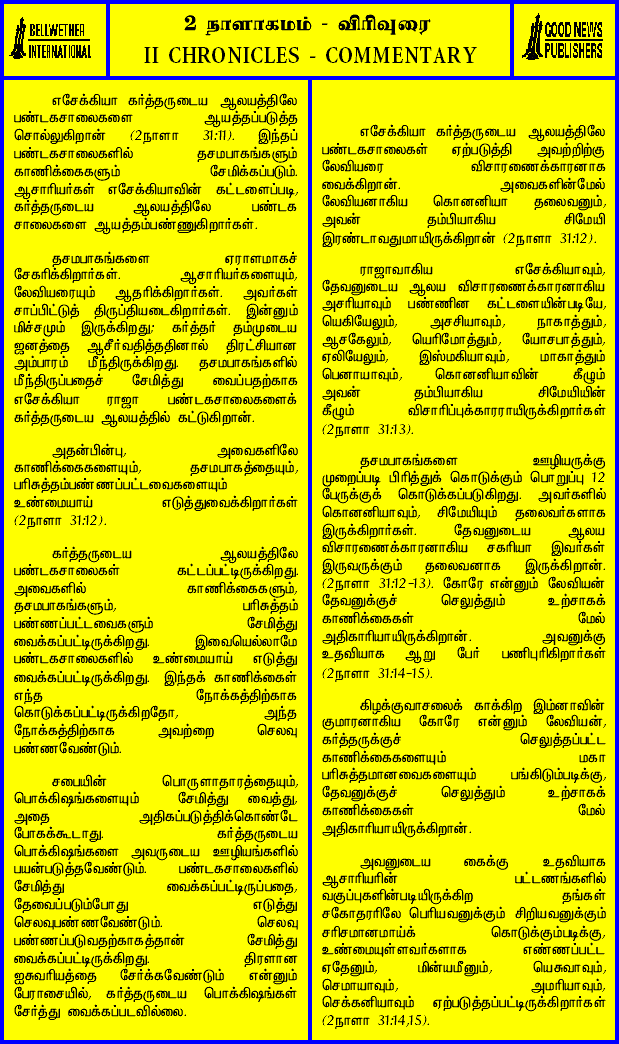 BELLWETHER
INTERNATIONAL
2 நாளாகமம் - விரிவுரை
II CHRONICLES - COMMENTARY
GOOD NEWS
PUBLISHERS
எசேக்கியா கர்த்தருடைய ஆலயத்திலே
பண்டகசாலைகளை ஆயத்தப்படுத்த
சொல்லுகிறான் (2நாளா 31:11). இந்தப்
பண்டகசாலைகளில் தசமபாகங்களும்
காணிக்கைகளும் சேமிக்கப்படும்.
ஆசாரியர்கள் எசேக்கியாவின் கட்டளைப்படி,
கர்த்தருடைய ஆலயத்திலே பண்டக
சாலைகளை ஆயத்தம்பண்ணுகிறார்கள்.
தசமபாகங்களை ஏராளமாகச்
சேகரிக்கிறார்கள். ஆசாரியர்களையும்,
லேவியரையும் ஆதரிக்கிறார்கள். அவர்கள்
சாப்பிட்டுத் திருப்தியடைகிறார்கள். இன்னும்
மிச்சமும் இருக்கிறது; கர்த்தர் தம்முடைய
ஜனத்தை ஆசீர்வதித்ததினால் திரட்சியான
அம்பாரம் மீந்திருக்கிறது. தசமபாகங்களில்
மீந்திருப்பதைச் சேமித்து வைப்பதற்காக
எசேக்கியா ராஜா பண்டகசாலைகளைக்
கர்த்தருடைய ஆலயத்தில் கட்டுகிறான்.
அதன்பின்பு, அவைகளிலே
காணிக்கைகளையும், தசமபாகத்தையும்,
பரிசுத்தம்பண்ணப்பட்டவைகளையும்
உண்மையாய் எடுத்துவைக்கிறார்கள்
(2நாளா 31:12).
கர்த்தருடைய ஆலயத்திலே
பண்டகசாலைகள் கட்டப்பட்டிருக்கிறது.
அவைகளில் காணிக்கைகளும்,
தசமபாகங்களும், பரிசுத்தம்
பண்ணப்பட்டவைகளும் சேமித்து
வைக்கப்பட்டிருக்கிறது. இவையெல்லாமே
பண்டகசாலைகளில் உண்மையாய் எடுத்து
வைக்கப்பட்டிருக்கிறது. இந்தக் காணிக்கைள்
எந்த நோக்கத்திற்காக
கொடுக்கப்பட்டிருக்கிறதோ, அந்த
நோக்கத்திற்காக அவற்றை செலவு
பண்ணவேண்டும்.
சபையின் பொருளாதாரத்தையும்,
பொக்கிஷங்களையும் சேமித்து வைத்து,
அதை அதிகப்படுத்திக்கொண்டே
போகக்கூடாது. கர்த்தருடைய
பொக்கிஷங்களை அவருடைய ஊழியங்களில்
பயன்படுத்தவேண்டும். பண்டகசாலைகளில்
சேமித்து வைக்கப்பட்டிருப்பதை,
தேவைப்படும்போது எடுத்து
செலவுபண்ணவேண்டும். செலவு
பண்ணப்படுவதற்காகத்தான் சேமித்து
வைக்கப்பட்டிருக்கிறது. திரளான
ஐசுவரியத்தை சேர்க்கவேண்டும் என்னும்
பேராசையில், கர்த்தருடைய பொக்கிஷங்கள்
சேர்த்து வைக்கப்படவில்லை.
எசேக்கியா கர்த்தருடைய ஆலயத்திலே
பண்டகசாலைகள் ஏற்படுத்தி அவற்றிற்கு
லேவியரை விசாரணைக்காரனாக
வைக்கிறான். அவைகளின்மேல்
லேவியனாகிய கொனனியா தலைவனும்,
அவன் தம்பியாகிய சிமேயி
இரண்டாவதுமாயிருக்கிறான் (2நாளா 31:12).
ராஜாவாகிய எசேக்கியாவும்,
தேவனுடைய ஆலய விசாரணைக்காரனாகிய
அசரியாவும் பண்ணின கட்டளையின்படியே,
யெகியேலும், அசசியாவும், நாகாத்தும்,
ஆசகேலும், யெரிமோத்தும், யோசபாத்தும்,
ஏலியேலும், இஸ்மகியாவும், மாகாத்தும்
பெனாயாவும், கொனனியாவின் கீழும்
அவன் தம்பியாகிய சிமேயியின்
கீழும் விசாரிப்புக்காரராயிருக்கிறார்கள்
(2நாளா 31:13).
தசமபாகங்களை ஊழியருக்கு
முறைப்படி பிரித்துக் கொடுக்கும் பொறுப்பு 12
பேருக்குக் கொடுக்கப்படுகிறது. அவர்களில்
கொனனியாவும், சிமேயியும் தலைவர்களாக
இருக்கிறார்கள். தேவனுடைய ஆலய
விசாரணைக்காரனாகிய சகரியா இவர்கள்
இருவருக்கும் தலைவனாக இருக்கிறான்.
(2நாளா 31:12-13). கோரே என்னும் லேவியன்
தேவனுக்குச் செலுத்தும் உற்சாகக்
காணிக்கைகள் மேல்
அதிகாரியாயிருக்கிறான். அவனுக்கு
உதவியாக ஆறு பேர் பணிபுரிகிறார்கள்
(2நாளா 31:14-15).
கிழக்குவாசலைக் காக்கிற இம்னாவின்
குமாரனாகிய கோரே என்னும் லேவியன்,
கர்த்தருக்குச் செலுத்தப்பட்ட
காணிக்கைகளையும் மகா
பரிசுத்தமானவைகளையும் பங்கிடும்படிக்கு,
தேவனுக்குச் செலுத்தும் உற்சாகக்
காணிக்கைகள் மேல்
அதிகாரியாயிருக்கிறான்.
அவனுடைய கைக்கு உதவியாக
ஆசாரியரின் பட்டணங்களில்
வகுப்புகளின்படியிருக்கிற தங்கள்
சகோதரரிலே பெரியவனுக்கும் சிறியவனுக்கும்
சரிசமானமாய்க் கொடுக்கும்படிக்கு,
உண்மையுள்ளவர்களாக எண்ணப்பட்ட
ஏதேனும், மின்யமீனும், யெசுவாவும்,
செமாயாவும், அமரியாவும்,
செக்கனியாவும் ஏற்படுத்தப்பட்டிருக்கிறார்கள்
(2நாளா 31:14,15).